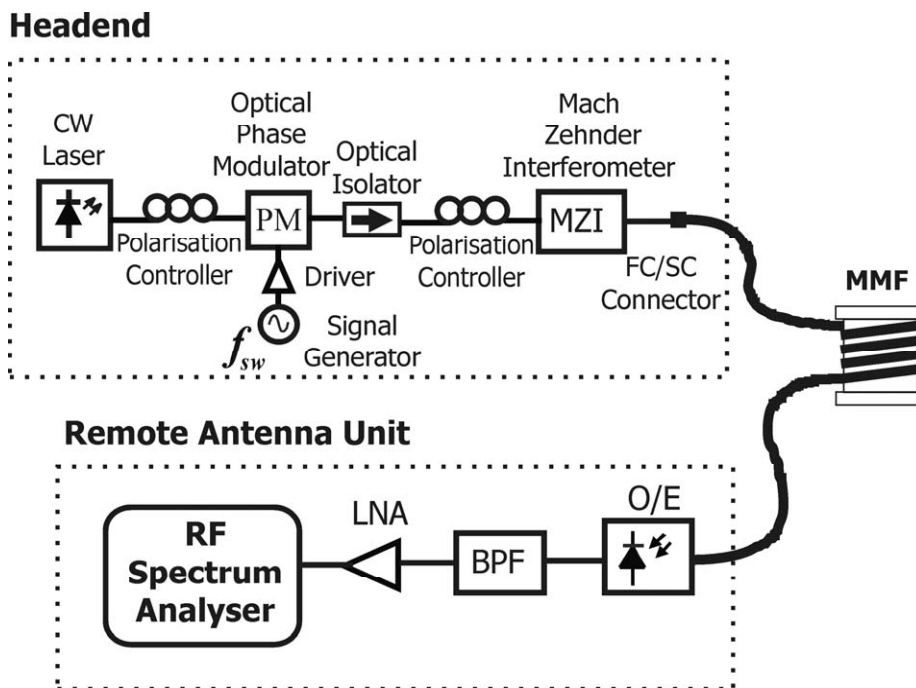 Headend
CW
Laser
Polarisation
Controller
Optical
Phase
Modulator
PM
Driver
f_sw
Signal
Generator
Optical
Isolator
Polarisation
Controller
Mach
Zehnder
Interferometer
MZI
FC/SC
Connector
MMF
Remote Antenna Unit
RF
Spectrum
Analyser
LNA
BPF
O/E